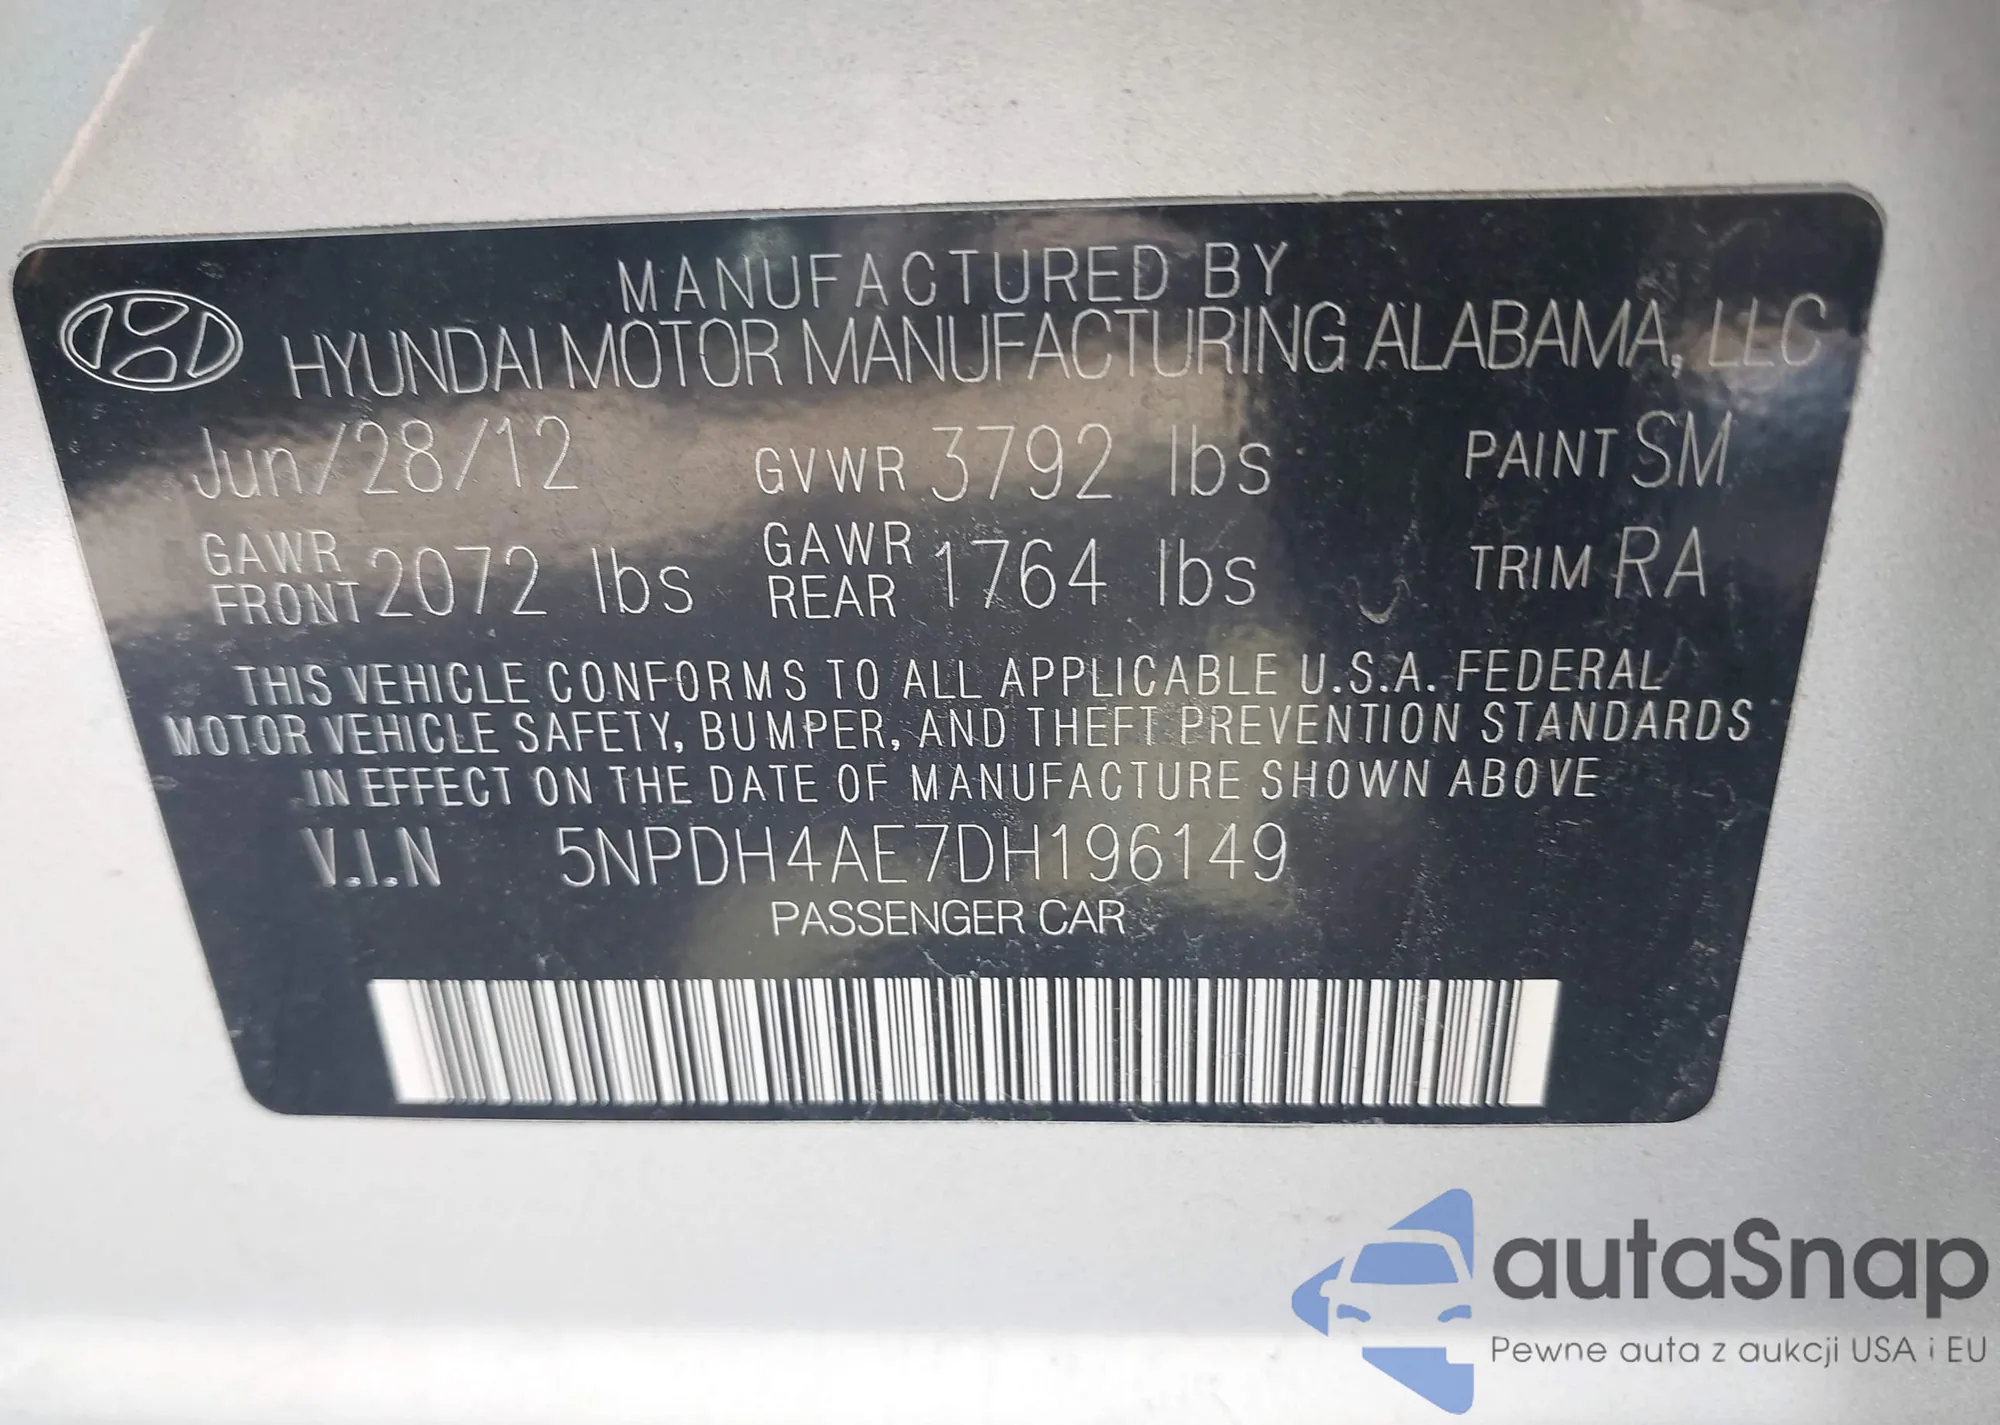 MANUFACTURED BY
HYUNDAI MOTOR MANUFACTURING ALABAMA, LLC
Jun/28/12 GVWR 3792 lbs PAINT SM
GAWR FRONT 2072 lbs GAWR REAR 1764 lbs TRIM RA
THIS VEHICLE CONFORMS TO ALL APPLICABLE U.S.A. FEDERAL
MOTOR VEHICLE SAFETY, BUMPER, AND THEFT PREVENTION STANDARDS
IN EFFECT ON THE DATE OF MANUFACTURE SHOWN ABOVE
V.I.N 5NPDH4AE7DH196149
PASSENGER CAR
autaSnap
Pewne auta z aukcji USA i EU